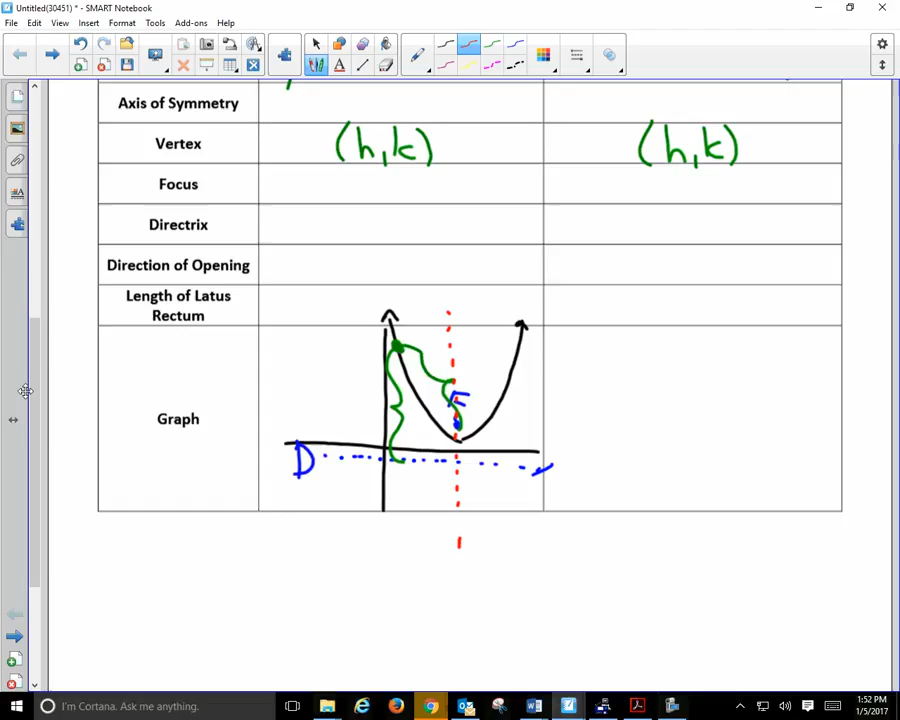 Untitled(30451) * - SMART Notebook
File Edit View Insert Format Tools Add-ons Help
Axis of Symmetry
Vertex (h,k) (h,k)
Focus
Directrix
Direction of Opening
Length of Latus
Rectum
F
Graph
D
I'm Cortana. Ask me anything.
1:52 PM
1/5/2017